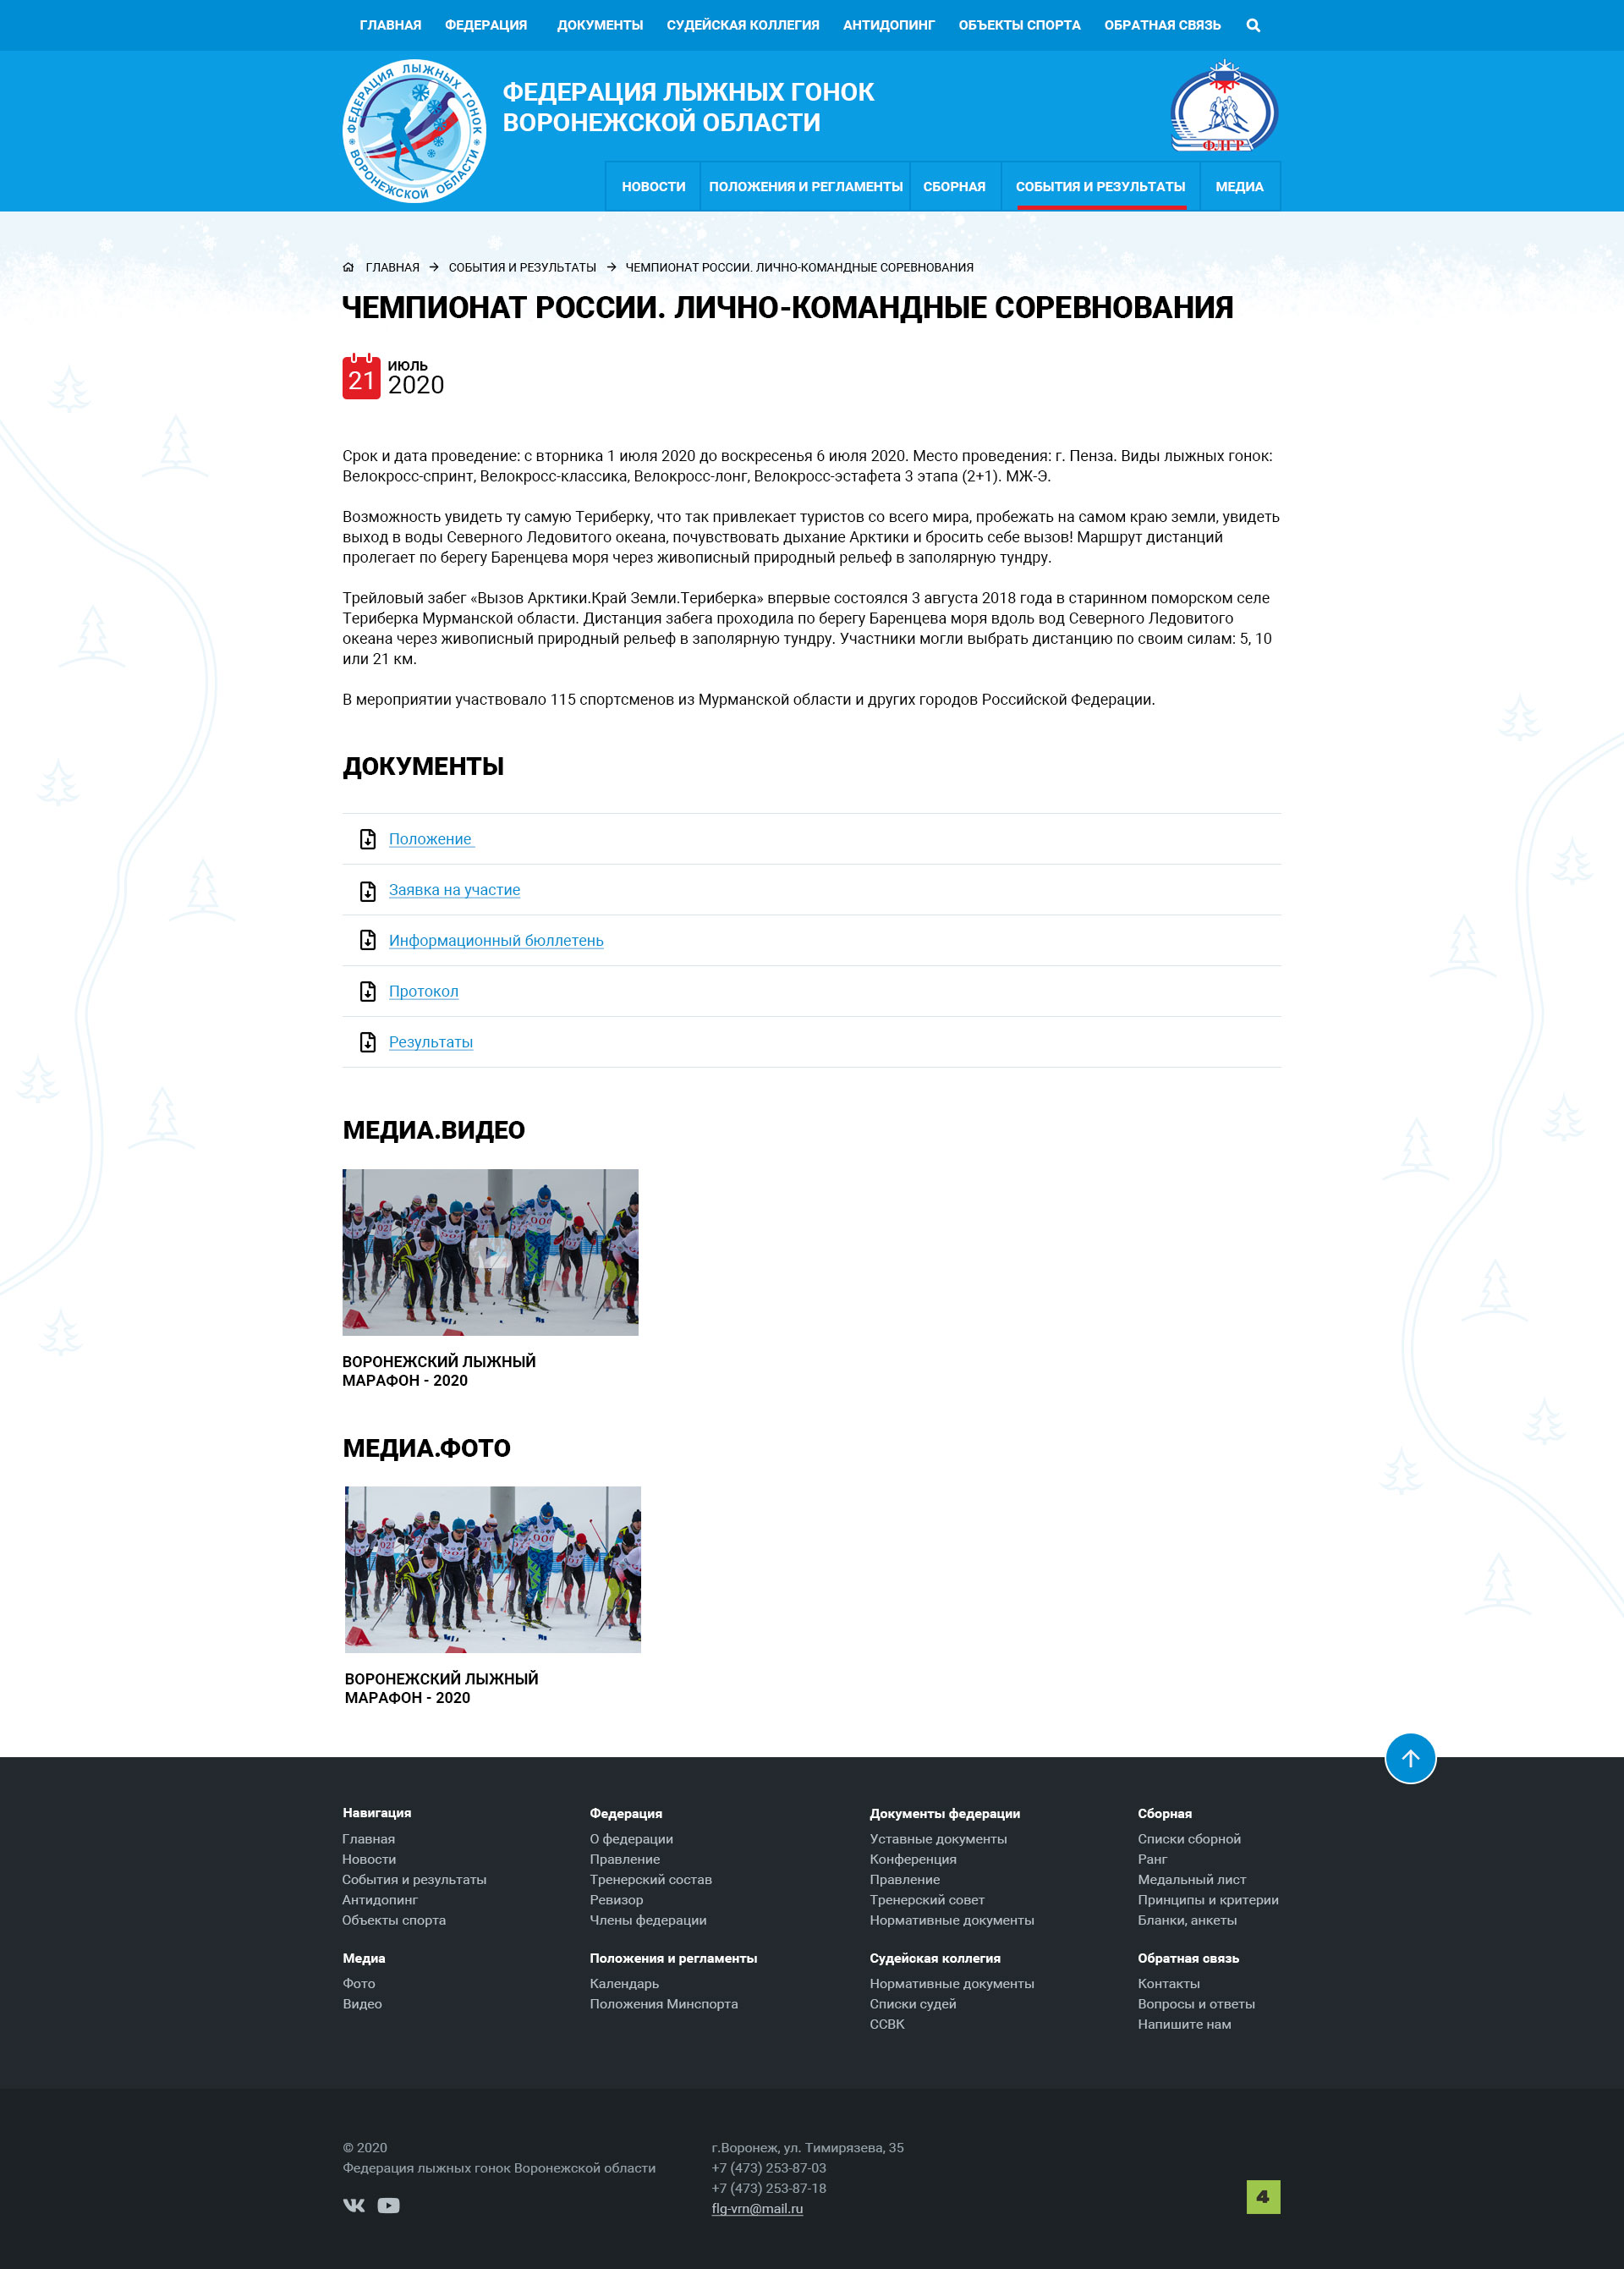 ГЛАВНАЯ ФЕДЕРАЦИЯ ДОКУМЕНТЫ СУДЕЙСКАЯ КОЛЛЕГИЯ АНТИДОПИНГ ОБЪЕКТЫ СПОРТА ОБРАТНАЯ СВЯЗЬ
ФЕДЕРАЦИЯ ЛЫЖНЫХ ГОНОК
ВОРОНЕЖСКОЙ ОБЛАСТИ
ФЕДЕРАЦИЯ ЛЫЖНЫХ ГОНОК
ВОРОНЕЖСКОЙ ОБЛАСТИ
ФЛГР
НОВОСТИ ПОЛОЖЕНИЯ И РЕГЛАМЕНТЫ СБОРНАЯ СОБЫТИЯ И РЕЗУЛЬТАТЫ МЕДИА
ГЛАВНАЯ → СОБЫТИЯ И РЕЗУЛЬТАТЫ → ЧЕМПИОНАТ РОССИИ. ЛИЧНО-КОМАНДНЫЕ СОРЕВНОВАНИЯ
ЧЕМПИОНАТ РОССИИ. ЛИЧНО-КОМАНДНЫЕ СОРЕВНОВАНИЯ
21
ИЮЛЬ
2020
Срок и дата проведение: с вторника 1 июля 2020 до воскресенья 6 июля 2020. Место проведения: г. Пенза. Виды лыжных гонок:
Велокросс-спринт, Велокросс-классика, Велокросс-лонг, Велокросс-эстафета 3 этапа (2+1). МЖ-Э.
Возможность увидеть ту самую Териберку, что так привлекает туристов со всего мира, пробежать на самом краю земли, увидеть
выход в воды Северного Ледовитого океана, почувствовать дыхание Арктики и бросить себе вызов! Маршрут дистанций
пролегает по берегу Баренцева моря через живописный природный рельеф в заполярную тундру.
Трейловый забег «Вызов Арктики.Край Земли.Териберка» впервые состоялся 3 августа 2018 года в старинном поморском селе
Териберка Мурманской области. Дистанция забега проходила по берегу Баренцева моря вдоль вод Северного Ледовитого
океана через живописный природный рельеф в заполярную тундру. Участники могли выбрать дистанцию по своим силам: 5, 10
или 21 км.
В мероприятии участвовало 115 спортсменов из Мурманской области и других городов Российской Федерации.
ДОКУМЕНТЫ
Положение
Заявка на участие
Информационный бюллетень
Протокол
Результаты
МЕДИА.ВИДЕО
ВОРОНЕЖСКИЙ ЛЫЖНЫЙ
МАРАФОН - 2020
МЕДИА.ФОТО
ВОРОНЕЖСКИЙ ЛЫЖНЫЙ
МАРАФОН - 2020
Навигация
Главная
Новости
События и результаты
Антидопинг
Объекты спорта
Федерация
О федерации
Правление
Тренерский состав
Ревизор
Члены федерации
Документы федерации
Уставные документы
Конференция
Правление
Тренерский совет
Нормативные документы
Сборная
Списки сборной
Ранг
Медальный лист
Принципы и критерии
Бланки, анкеты
Медиа
Фото
Видео
Положения и регламенты
Календарь
Положения Минспорта
Судейская коллегия
Нормативные документы
Списки судей
ССВК
Обратная связь
Контакты
Вопросы и ответы
Напишите нам
© 2020
Федерация лыжных гонок Воронежской области
г.Воронеж, ул. Тимирязева, 35
+7 (473) 253-87-03
+7 (473) 253-87-18
flg-vrn@mail.ru
4